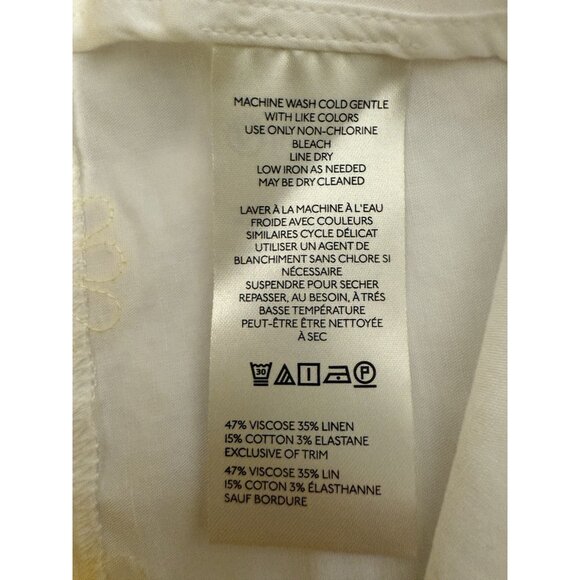 MACHINE WASH COLD GENTLE
WITH LIKE COLORS
USE ONLY NON-CHLORINE
BLEACH
LINE DRY
LOW IRON AS NEEDED
MAY BE DRY CLEANED
LAVER À LA MACHINE À L'EAU
FROIDE AVEC COULEURS
SIMILAIRES CYCLE DÉLICAT
UTILISER UN AGENT DE
BLANCHIMENT SANS CHLORE SI
NÉCESSAIRE
SUSPENDRE POUR SECHER
REPASSER, AU BESOIN, À TRÉS
BASSE TEMPÉRATURE
PEUT-ÊTRE ÊTRE NETTOYÉE
À SEC
30 P
47% VISCOSE 35% LINEN
15% COTTON 3% ELASTANE
EXCLUSIVE OF TRIM
47% VISCOSE 35% LIN
15% COTON 3% ÉLASTHANNE
SAUF BORDURE